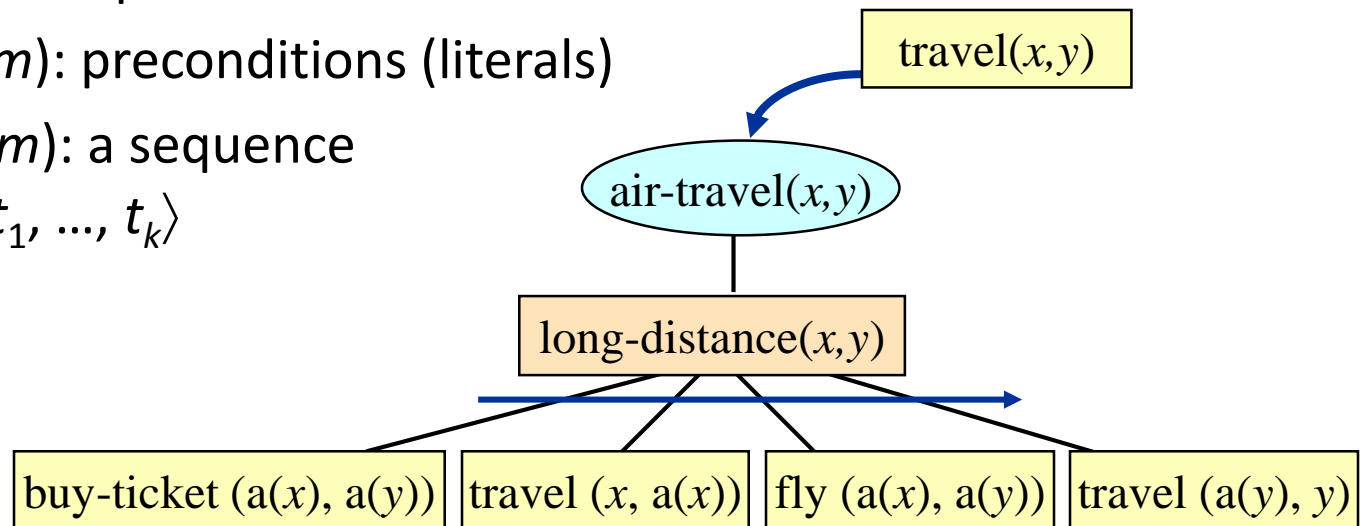 m): preconditions (literals)
m): a sequence
t₁, …, tₖ⟩
travel(x,y)
air-travel(x,y)
long-distance(x,y)
buy-ticket (a(x), a(y))
travel (x, a(x))
fly (a(x), a(y))
travel (a(y), y)